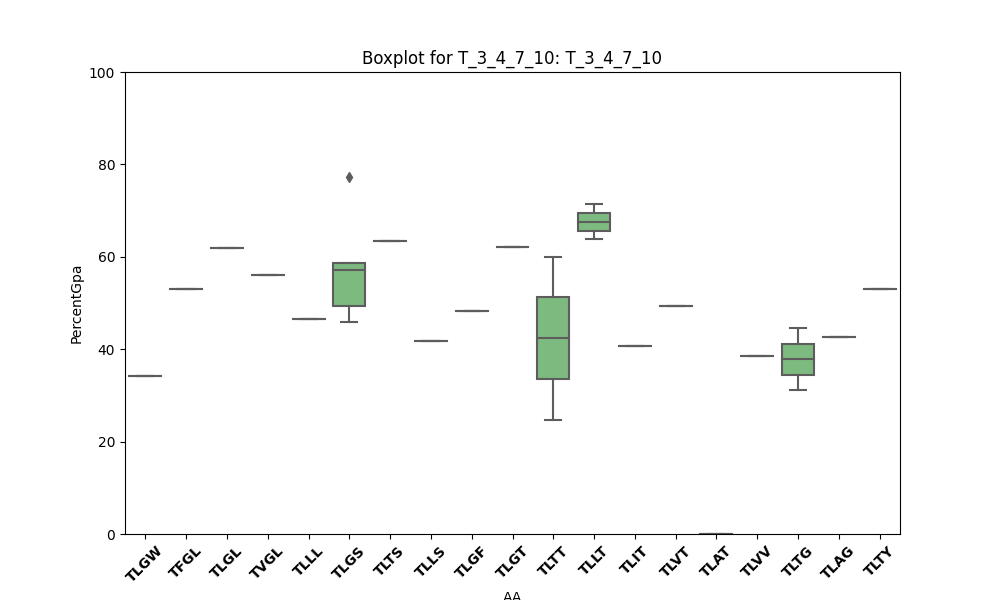 Boxplot for T_3_4_7_10: T_3_4_7_10
100
80
60
40
20
0
PercentGpa
TLGW TFGL TLGL TVGL TLLL TLGS TLTS TLLS TLGF TLGT TLTT TLLT TLIT TLVT TLAT TLVV TLTG TLAG TLTY
AA